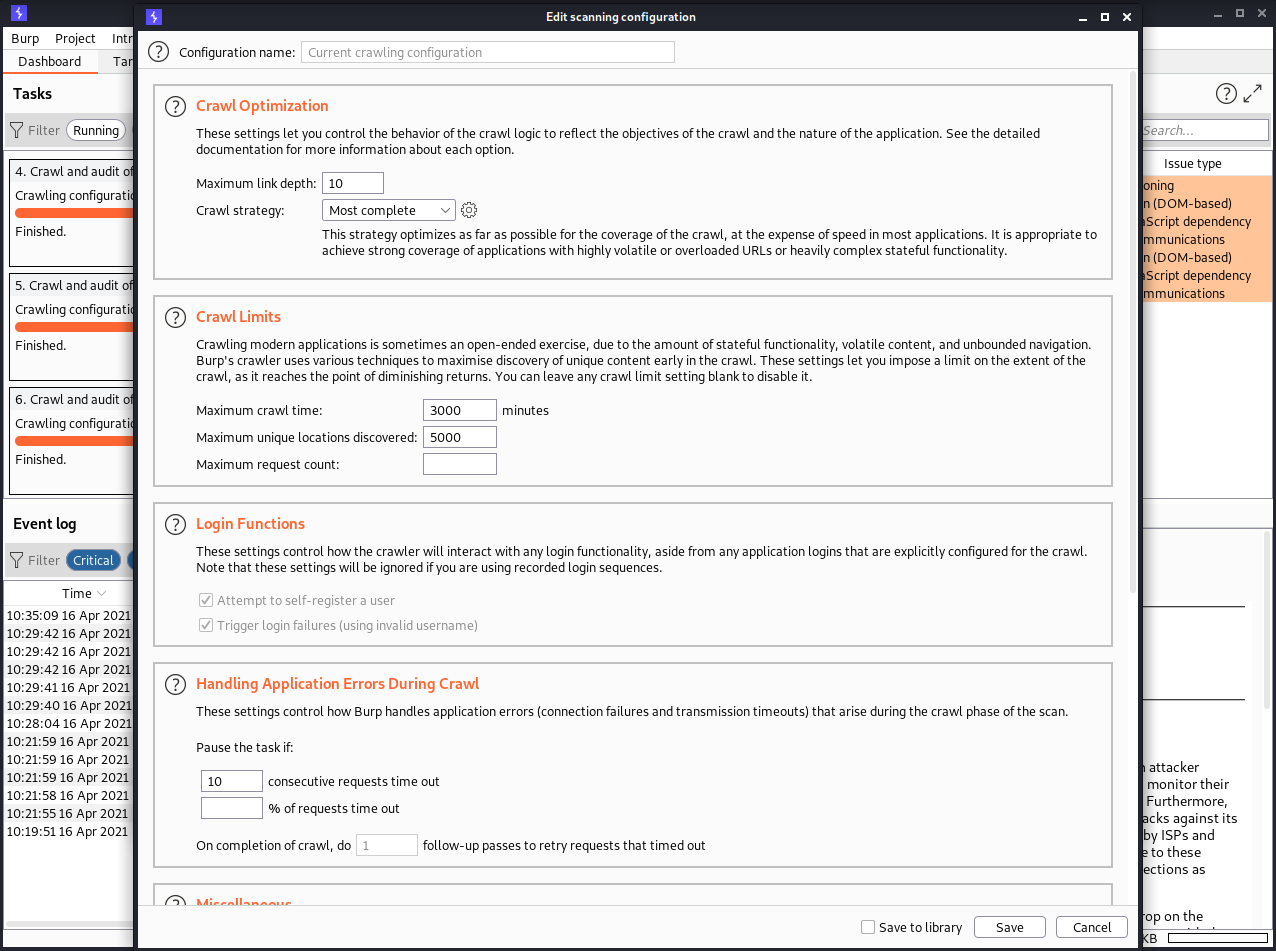 Edit scanning configuration
Burp Project
Dashboard
Tasks
Filter Running
4. Crawl and audit of
Crawling
Finished.
5. Crawl and audit of
Crawling
Finished.
6. Crawl and audit of
Crawling
Finished.
Event log
Filter Critical
Time
10:35:09 16 Apr 2021
10:29:42 16 Apr 2021
10:29:42 16 Apr 2021
10:29:42 16 Apr 2021
10:29:41 16 Apr 2021
10:29:40 16 Apr 2021
10:28:04 16 Apr 2021
10:21:59 16 Apr 2021
10:21:59 16 Apr 2021
10:21:59 16 Apr 2021
10:21:58 16 Apr 2021
10:21:55 16 Apr 2021
10:19:51 16 Apr 2021
Configuration name: Current crawling configuration
Crawl Optimization
These settings let you control the behavior of the crawl logic to reflect the objectives of the crawl and the nature of the application. See the detailed
documentation for more information about each option.
Maximum link depth: 10
Crawl strategy: Most complete
This strategy optimizes as far as possible for the coverage of the crawl, at the expense of speed in most applications. It is appropriate to
achieve strong coverage of applications with highly volatile or overloaded URLs or heavily complex stateful functionality.
Crawl Limits
Crawling modern applications is sometimes an open-ended exercise, due to the amount of stateful functionality, volatile content, and unbounded navigation.
Burp's crawler uses various techniques to maximise discovery of unique content early in the crawl. These settings let you impose a limit on the extent of the
crawl, as it reaches the point of diminishing returns. You can leave any crawl limit setting blank to disable it.
Maximum crawl time: 3000 minutes
Maximum unique locations discovered: 5000
Maximum request count:
Login Functions
These settings control how the crawler will interact with any login functionality, aside from any application logins that are explicitly configured for the crawl.
Note that these settings will be ignored if you are using recorded login sequences.
Attempt to self-register a user
Trigger login failures (using invalid username)
Handling Application Errors During Crawl
These settings control how Burp handles application errors (connection failures and transmission timeouts) that arise during the crawl phase of the scan.
Pause the task if:
10 consecutive requests time out
% of requests time out
On completion of crawl, do 1 follow-up passes to retry requests that timed out
Miscellaneous
Save to library Save Cancel
Search...
Issue type
oning
n (DOM-based)
aScript dependency
mmunications
n (DOM-based)
aScript dependency
mmunications
attacker
monitor their
Furthermore,
acks against its
by ISPs and
e to these
ections as
rop on the
KB